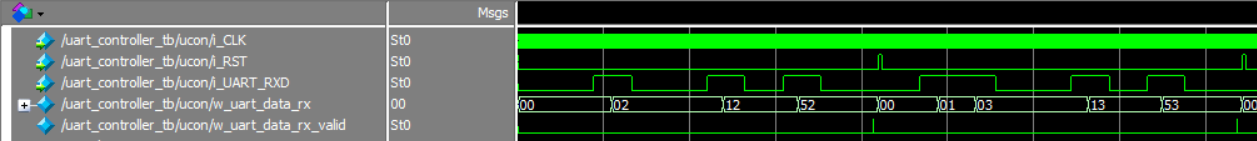 Msgs
/uart_controller_tb/ucon/i_CLK St0
/uart_controller_tb/ucon/i_RST St0
/uart_controller_tb/ucon/i_UART_RXD St0
/uart_controller_tb/ucon/w_uart_data_rx 00 00 02 12 52 00 01 03 13 53 00
/uart_controller_tb/ucon/w_uart_data_rx_valid St0